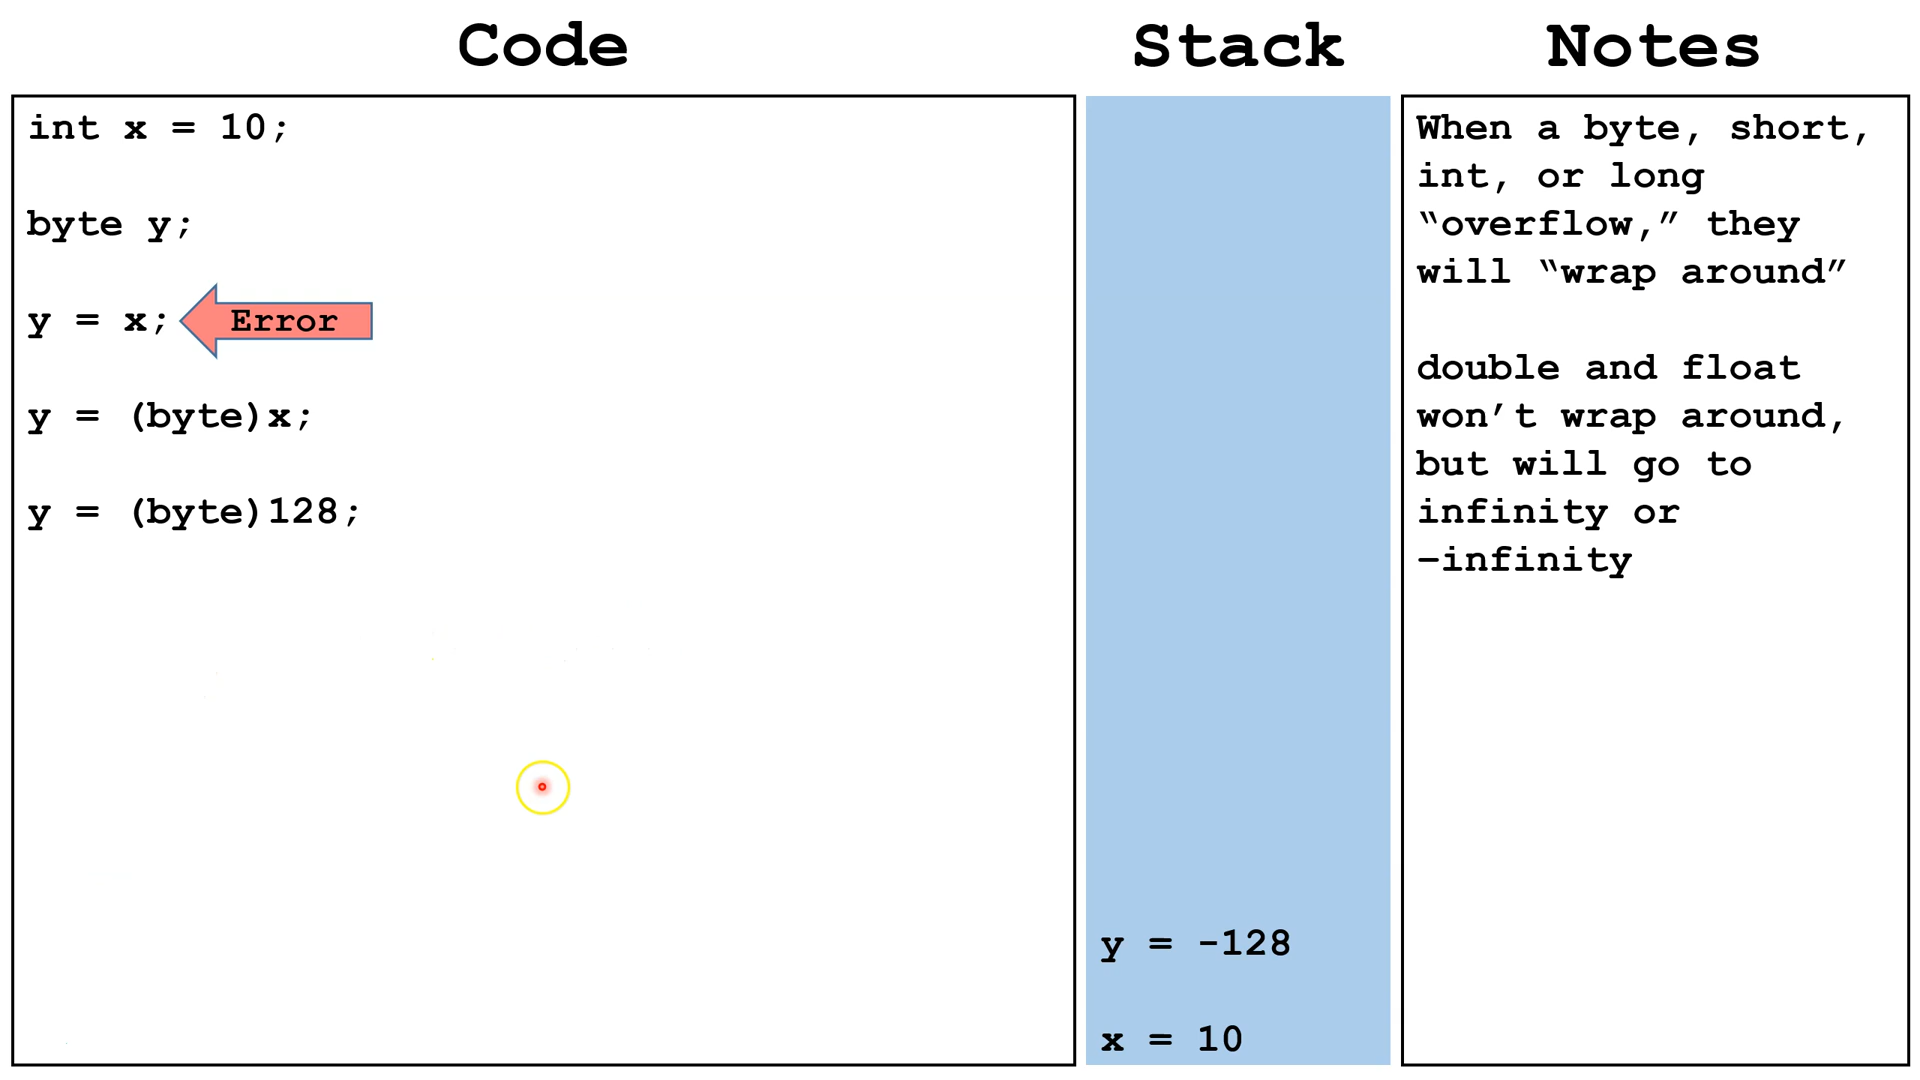 Code
int x = 10;
byte y;
y = x;
Error
y = (byte)x;
y = (byte)128;
Stack
y = -128
x = 10
Notes
When a byte, short,
int, or long
“overflow,” they
will “wrap around”
double and float
won’t wrap around,
but will go to
infinity or
–infinity